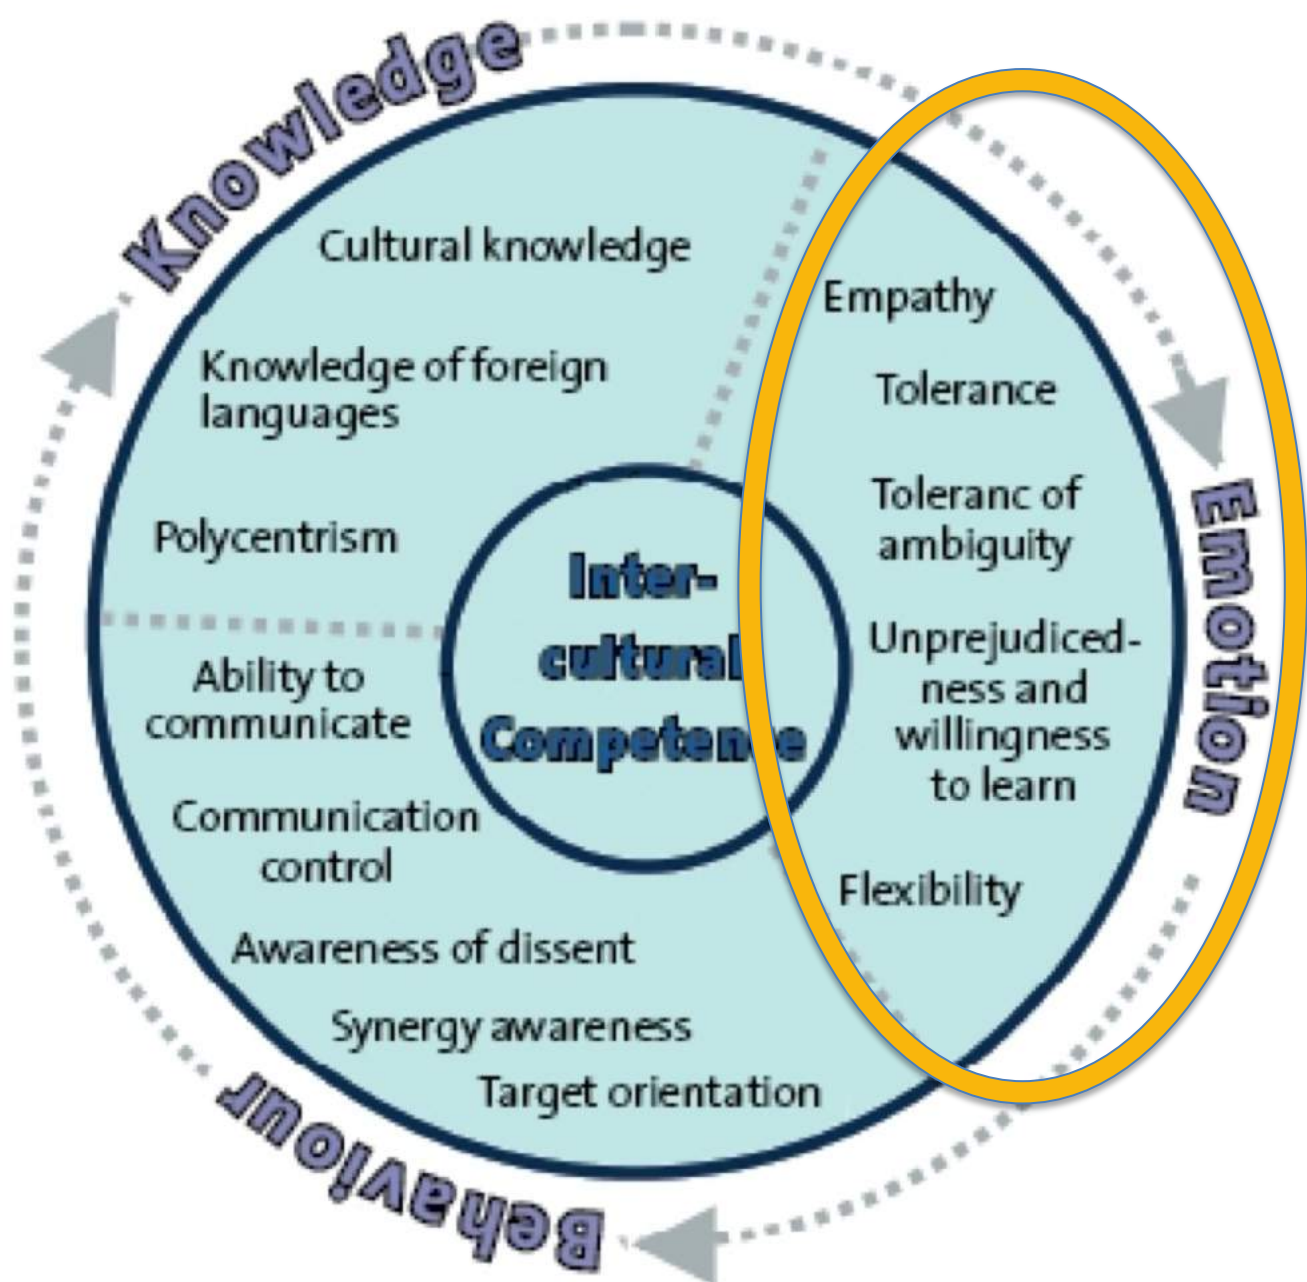 Knowledge
Cultural knowledge
Knowledge of foreign
languages
Polycentrism
Emotion
Empathy
Tolerance
Toleranc of
ambiguity
Unprejudiced-
ness and
willingness
to learn
Flexibility
Inter-
cultural
Competence
Ability to
communicate
Communication
control
Awareness of dissent
Synergy awareness
Target orientation
Behaviour